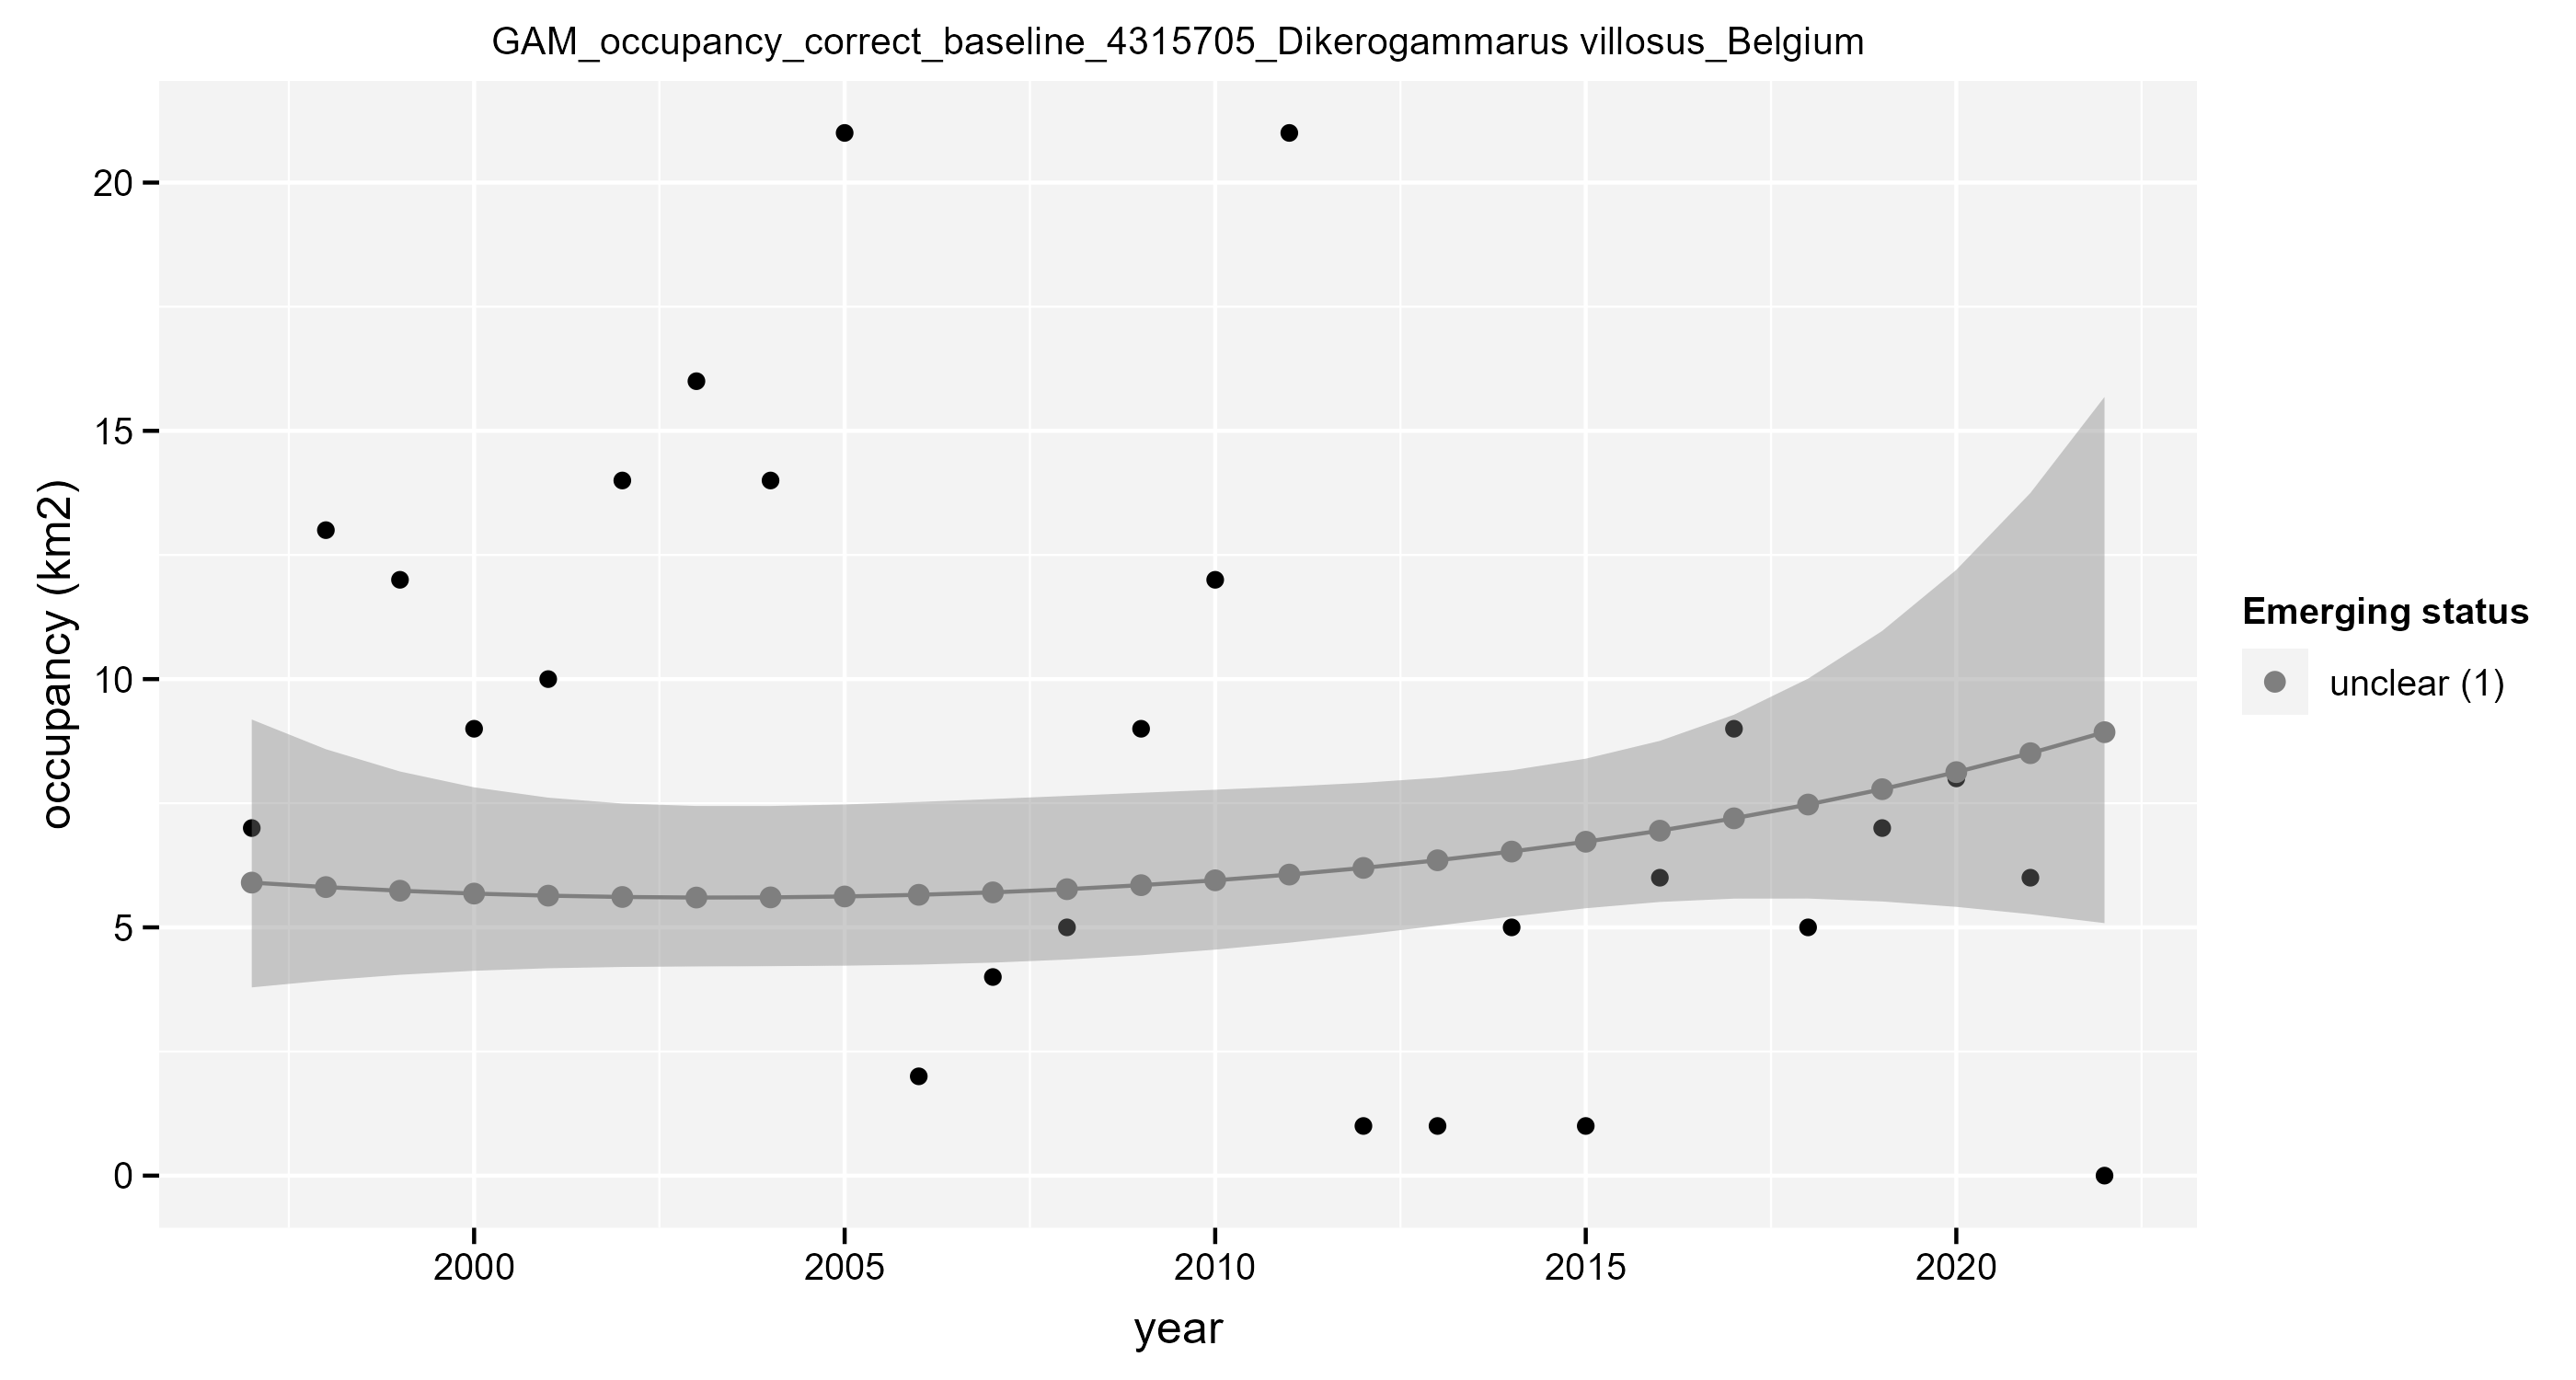 GAM_occupancy_correct_baseline_4315705_Dikerogammarus villosus_Belgium
occupancy (km2)
20
15
10
5
0
2000 2005 2010 2015 2020
year
Emerging status
unclear (1)